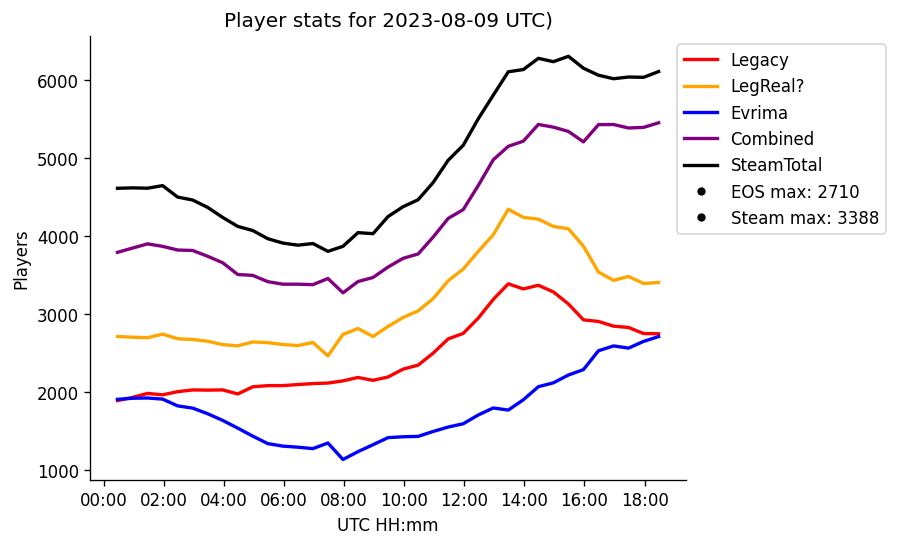 Player stats for 2023-08-09 UTC)
Legacy
LegReal?
Evrima
Combined
SteamTotal
EOS max: 2710
Steam max: 3388
Players
6000
5000
4000
3000
2000
1000
00:00 02:00 04:00 06:00 08:00 10:00 12:00 14:00 16:00 18:00
UTC HH:mm